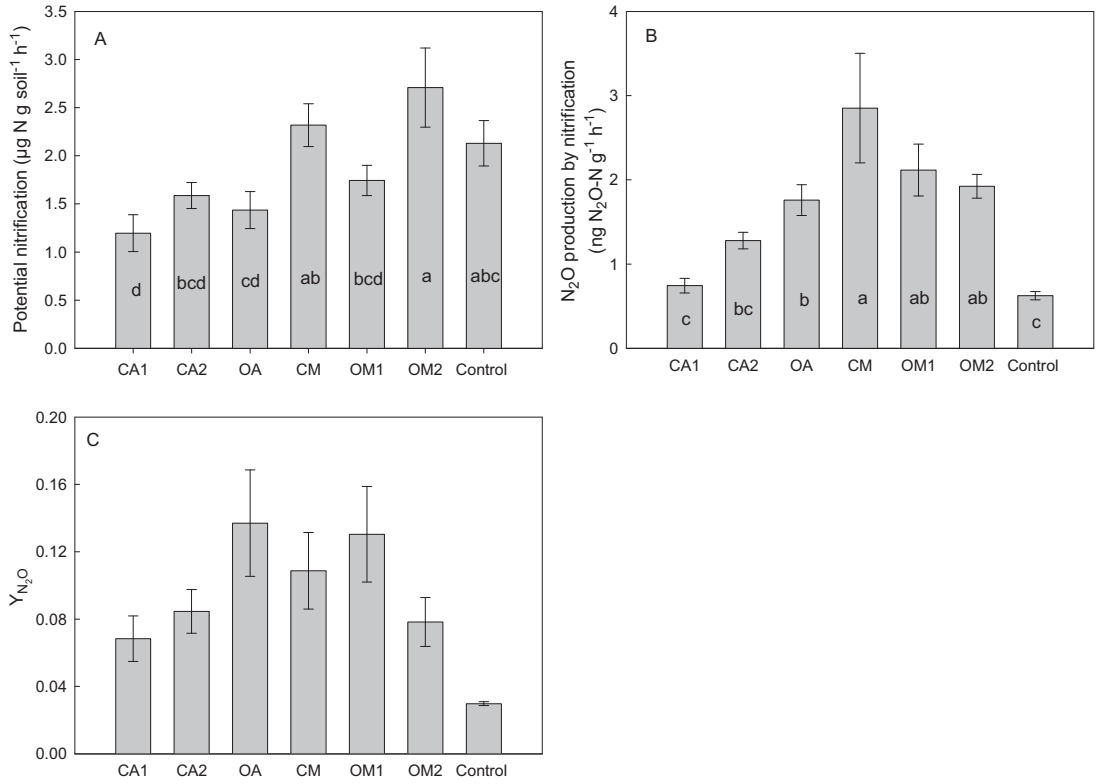 A
Potential nitrification (µg N g soil⁻¹ h⁻¹)
3.5
3.0
2.5
2.0
1.5
1.0
0.5
0.0
d
bcd
cd
ab
bcd
a
abc
CA1 CA2 OA CM OM1 OM2 Control
B
N₂O production by nitrification
(ng N₂O-N g⁻¹ h⁻¹)
4
3
2
1
0
c
bc
b
a
ab
ab
c
CA1 CA2 OA CM OM1 OM2 Control
C
Y_N₂O
0.20
0.16
0.12
0.08
0.04
0.00
CA1 CA2 OA CM OM1 OM2 Control